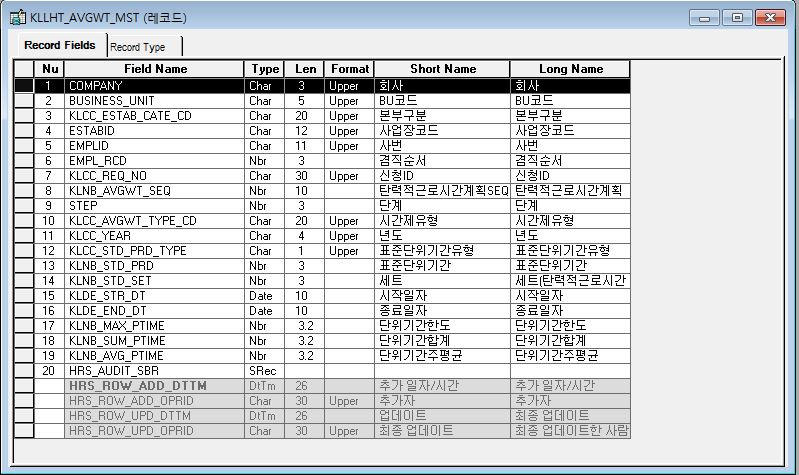 KLLHT_AVGWT_MST (레코드)
Record Fields Record Type
Nu Field Name Type Len Format Short Name Long Name
1 COMPANY Char 3 Upper 회사 회사
2 BUSINESS_UNIT Char 5 Upper BU코드 BU코드
3 KLCC_ESTAB_CATE_CD Char 20 Upper 본부구분 본부구분
4 ESTABID Char 12 Upper 사업장코드 사업장코드
5 EMPLID Char 11 Upper 사번 사번
6 EMPL_RCD Nbr 3 겸직순서 겸직순서
7 KLCC_REQ_NO Char 30 Upper 신청ID 신청ID
8 KLNB_AVGWT_SEQ Nbr 10 탄력적근로시간계획SEQ 탄력적근로시간계획
9 STEP Nbr 3 단계 단계
10 KLCC_AVGWT_TYPE_CD Char 20 Upper 시간제유형 시간제유형
11 KLCC_YEAR Char 4 Upper 년도 년도
12 KLCC_STD_PRD_TYPE Char 1 Upper 표준단위기간유형 표준단위기간유형
13 KLNB_STD_PRD Nbr 3 표준단위기간 표준단위기간
14 KLNB_STD_SET Nbr 3 세트 세트(탄력적근로시간
15 KLDE_STR_DT Date 10 시작일자 시작일자
16 KLDE_END_DT Date 10 종료일자 종료일자
17 KLNB_MAX_PTIME Nbr 3.2 단위기간한도 단위기간한도
18 KLNB_SUM_PTIME Nbr 3.2 단위기간합계 단위기간합계
19 KLNB_AVG_PTIME Nbr 3.2 단위기간주평균 단위기간주평균
20 HRS_AUDIT_SBR SRec
HRS_ROW_ADD_DTTM DtTm 26 추가 일자/시간 추가 일자/시간
HRS_ROW_ADD_OPRID Char 30 Upper 추가자 추가자
HRS_ROW_UPD_DTTM DtTm 26 업데이트 최종 업데이트
HRS_ROW_UPD_OPRID Char 30 Upper 최종 업데이트 최종 업데이트한 사람